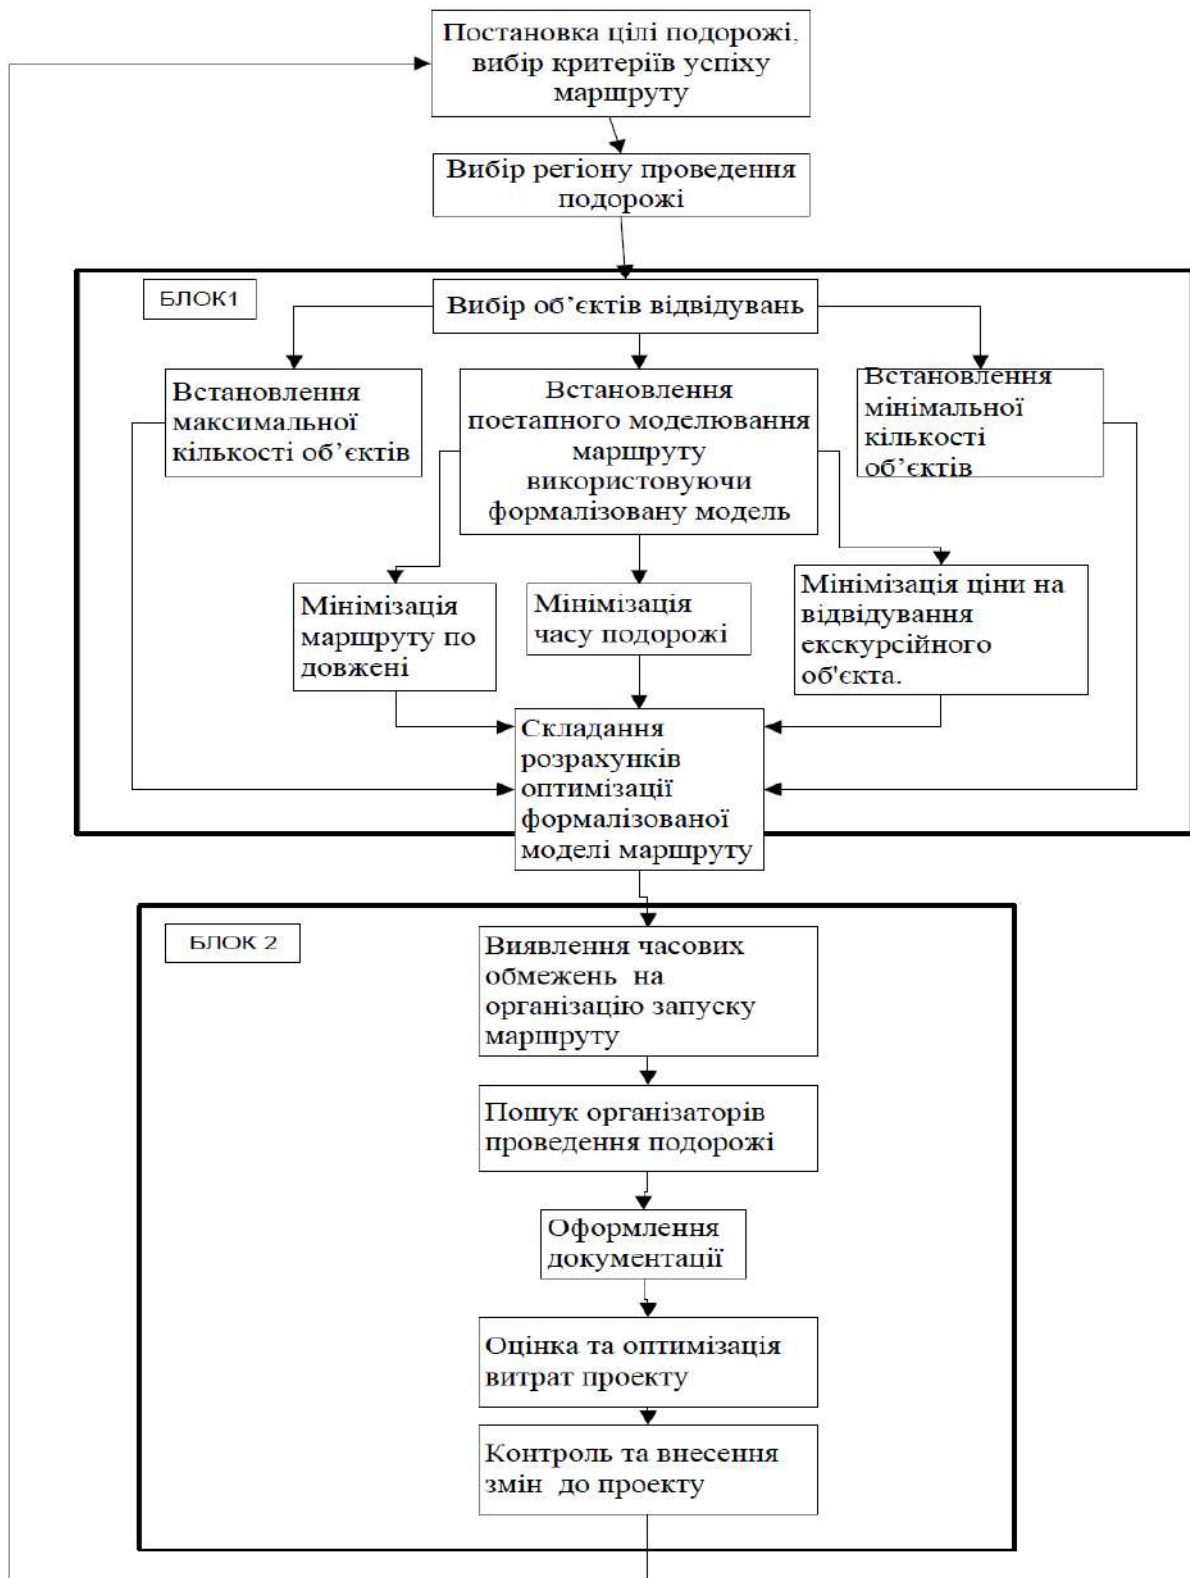 Постановка цілі подорожі,
вибір критеріїв успіху
маршруту
Вибір регіону проведення
подорожі
БЛОК1
Вибір об’єктів відвідувань
Встановлення
максимальної
кількості об’єктів
Встановлення
поетапного моделювання
маршруту
використовуючи
формалізовану модель
Встановлення
мінімальної
кількості
об’єктів
Мінімізація
маршруту по
довжені
Мінімізація
часу подорожі
Мінімізація ціни на
відвідування
екскурсійного
об'єкта.
Складання
розрахунків
оптимізації
формалізованої
моделі маршруту
БЛОК 2
Виявлення часових
обмежень на
організацію запуску
маршруту
Пошук організаторів
проведення подорожі
Оформлення
документації
Оцінка та оптимізація
витрат проекту
Контроль та внесення
змін до проекту